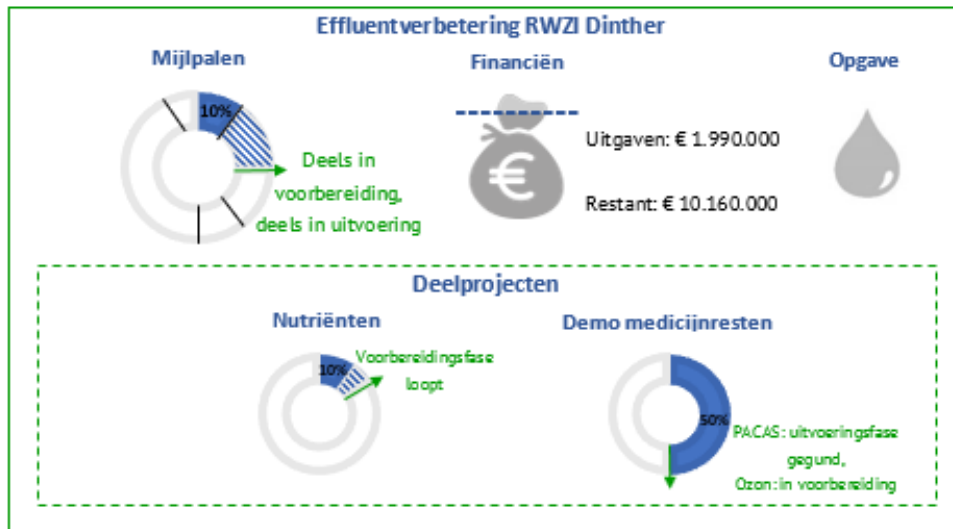 Effluentverbetering RWZI Dinther
Mijlpalen
Financiën
Opgave
10%
Deels in
voorbereiding,
deels in uitvoering
€
Uitgaven: € 1.990.000
Restant: € 10.160.000
Deelprojecten
Nutriënten
Demo medicijnresten
10%
Voorbereidingsfase
loopt
50%
PACAS: uitvoeringsfase
gegund,
Ozon: in voorbereiding